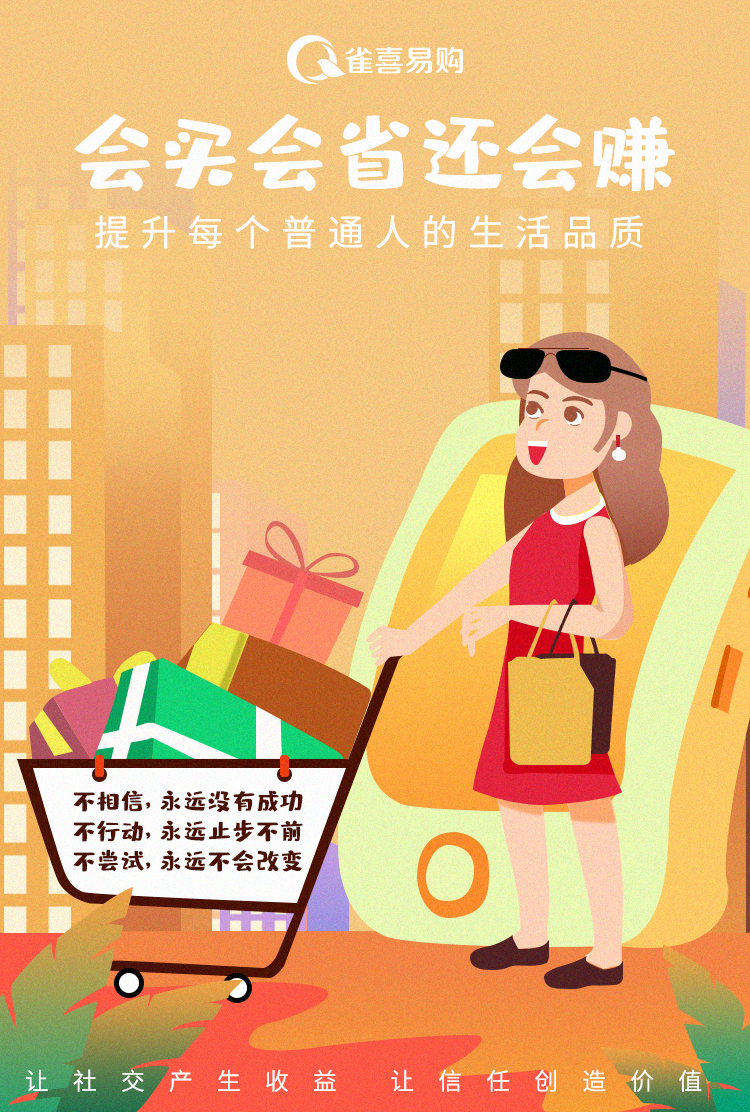 雀喜易购
会买会省还会赚
提升每个普通人的生活品质
不相信,永远没有成功
不行动,永远止步不前
不尝试,永远不会改变
让社交产生收益 让信任创造价值